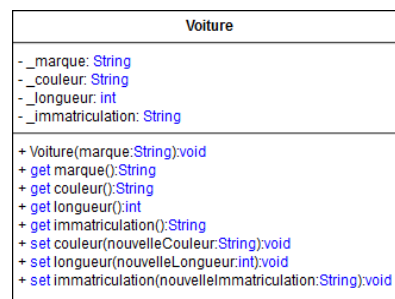 Voiture
- _marque: String
- _couleur: String
- _longueur: int
- _immatriculation: String
+ Voiture(marque:String):void
+ get marque():String
+ get couleur():String
+ get longueur():int
+ get immatriculation():String
+ set couleur(nouvelleCouleur:String):void
+ set longueur(nouvelleLongueur:int):void
+ set immatriculation(nouvelleImmatriculation:String):void